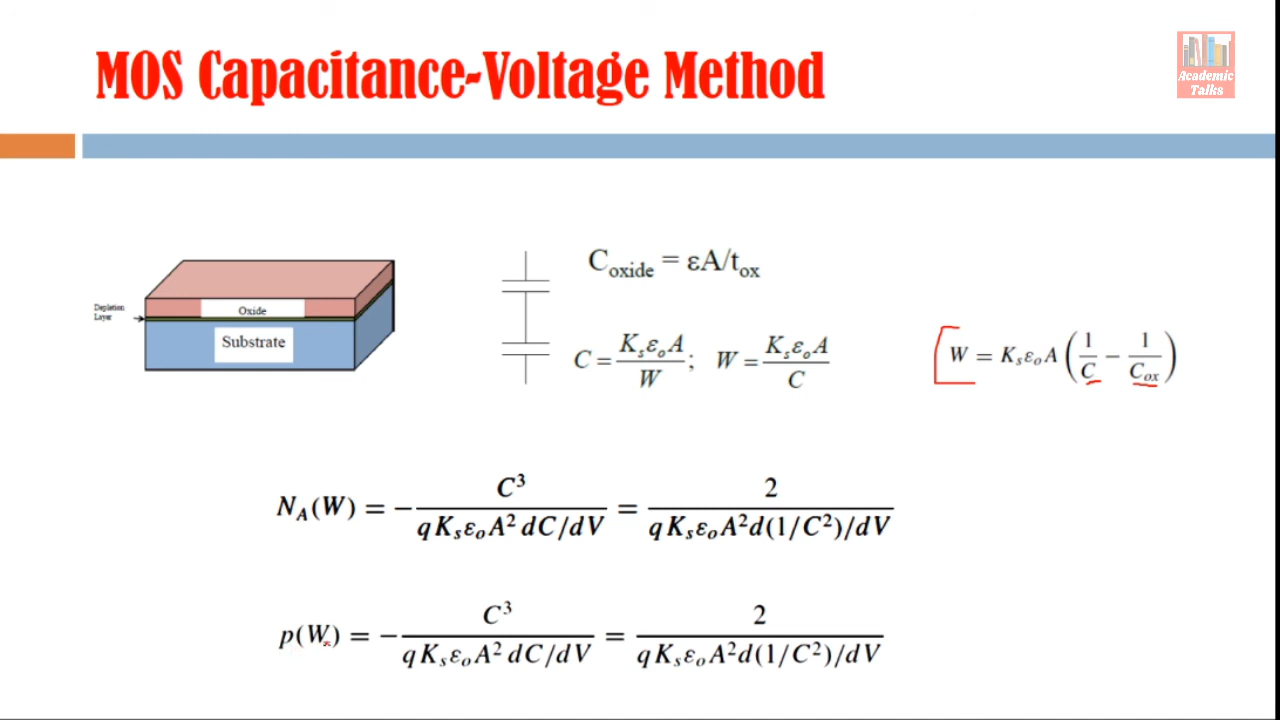 MOS Capacitance-Voltage Method
Academic
Talks
Depletion
Layer
Oxide
Substrate
C_oxide = εA/t_ox
C = K_s ε_o A / W ; W = K_s ε_o A / C
W = K_s ε_o A (1/C − 1/C_ox)
N_A(W) = − C³ / (q K_s ε_o A² dC/dV) = 2 / (q K_s ε_o A² d(1/C²)/dV)
p(W) = − C³ / (q K_s ε_o A² dC/dV) = 2 / (q K_s ε_o A² d(1/C²)/dV)